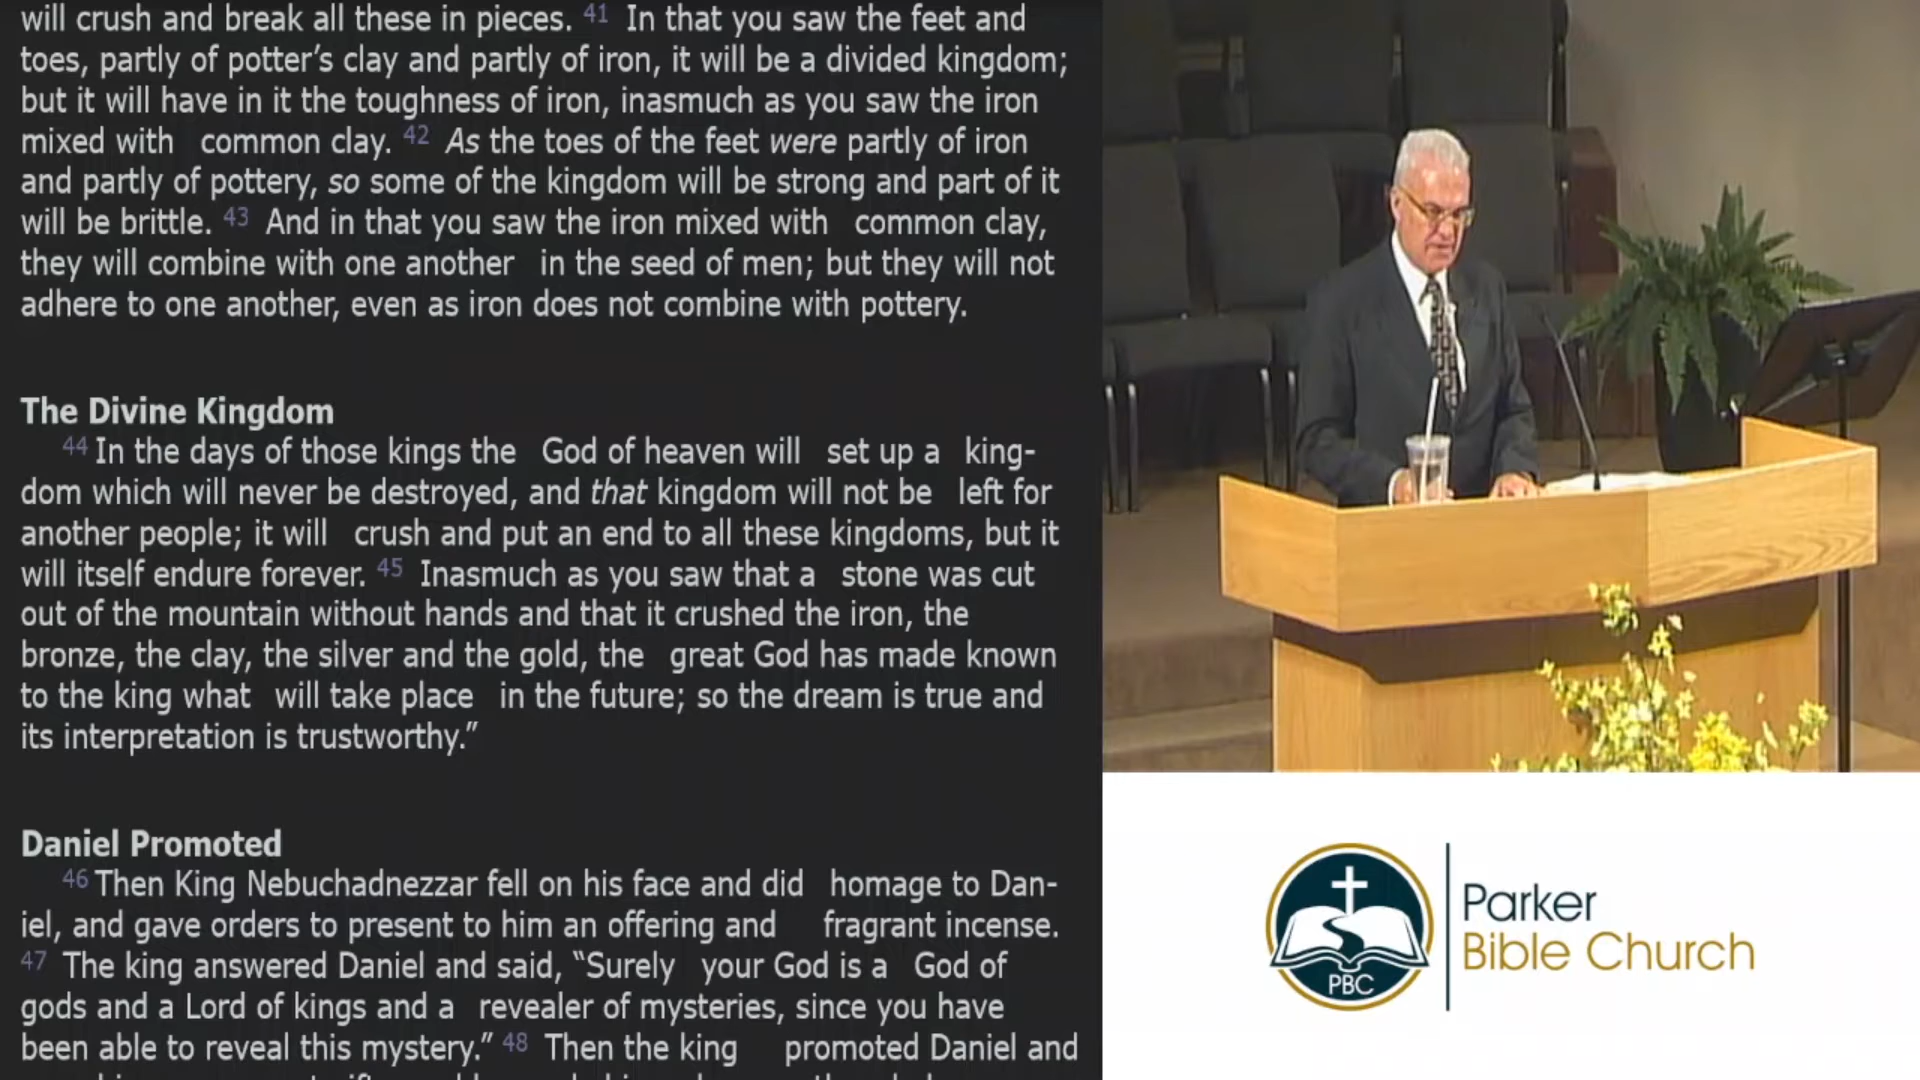 will crush and break all these in pieces. 41 In that you saw the feet and
toes, partly of potter’s clay and partly of iron, it will be a divided kingdom;
but it will have in it the toughness of iron, inasmuch as you saw the iron
mixed with common clay. 42 As the toes of the feet were partly of iron
and partly of pottery, so some of the kingdom will be strong and part of it
will be brittle. 43 And in that you saw the iron mixed with common clay,
they will combine with one another in the seed of men; but they will not
adhere to one another, even as iron does not combine with pottery.
The Divine Kingdom
44 In the days of those kings the God of heaven will set up a king-
dom which will never be destroyed, and that kingdom will not be left for
another people; it will crush and put an end to all these kingdoms, but it
will itself endure forever. 45 Inasmuch as you saw that a stone was cut
out of the mountain without hands and that it crushed the iron, the
bronze, the clay, the silver and the gold, the great God has made known
to the king what will take place in the future; so the dream is true and
its interpretation is trustworthy.”
Daniel Promoted
46 Then King Nebuchadnezzar fell on his face and did homage to Dan-
iel, and gave orders to present to him an offering and fragrant incense.
47 The king answered Daniel and said, “Surely your God is a God of
gods and a Lord of kings and a revealer of mysteries, since you have
been able to reveal this mystery.” 48 Then the king promoted Daniel and
PBC
Parker
Bible Church